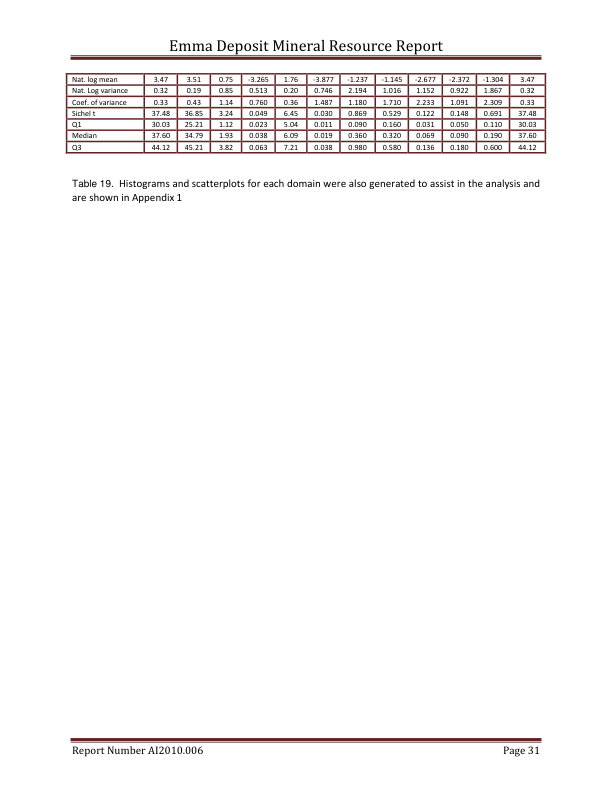 Emma Deposit Mineral Resource Report
Nat. log mean 3.47 3.51 0.75 -3.265 1.76 -3.877 -1.237 -1.145 -2.677 -2.372 -1.304 3.47
Nat. Log variance 0.32 0.19 0.85 0.513 0.20 0.746 2.194 1.016 1.152 0.922 1.867 0.32
Coef. of variance 0.33 0.43 1.14 0.760 0.36 1.487 1.180 1.710 2.233 1.091 2.309 0.33
Sichel t 37.48 36.85 3.24 0.049 6.45 0.030 0.869 0.529 0.122 0.148 0.691 37.48
Q1 30.03 25.21 1.12 0.023 5.04 0.011 0.090 0.160 0.031 0.050 0.110 30.03
Median 37.60 34.79 1.93 0.038 6.09 0.019 0.360 0.320 0.069 0.090 0.190 37.60
Q3 44.12 45.21 3.82 0.063 7.21 0.038 0.980 0.580 0.136 0.180 0.600 44.12
Table 19. Histograms and scatterplots for each domain were also generated to assist in the analysis and
are shown in Appendix 1
Report Number AI2010.006 Page 31